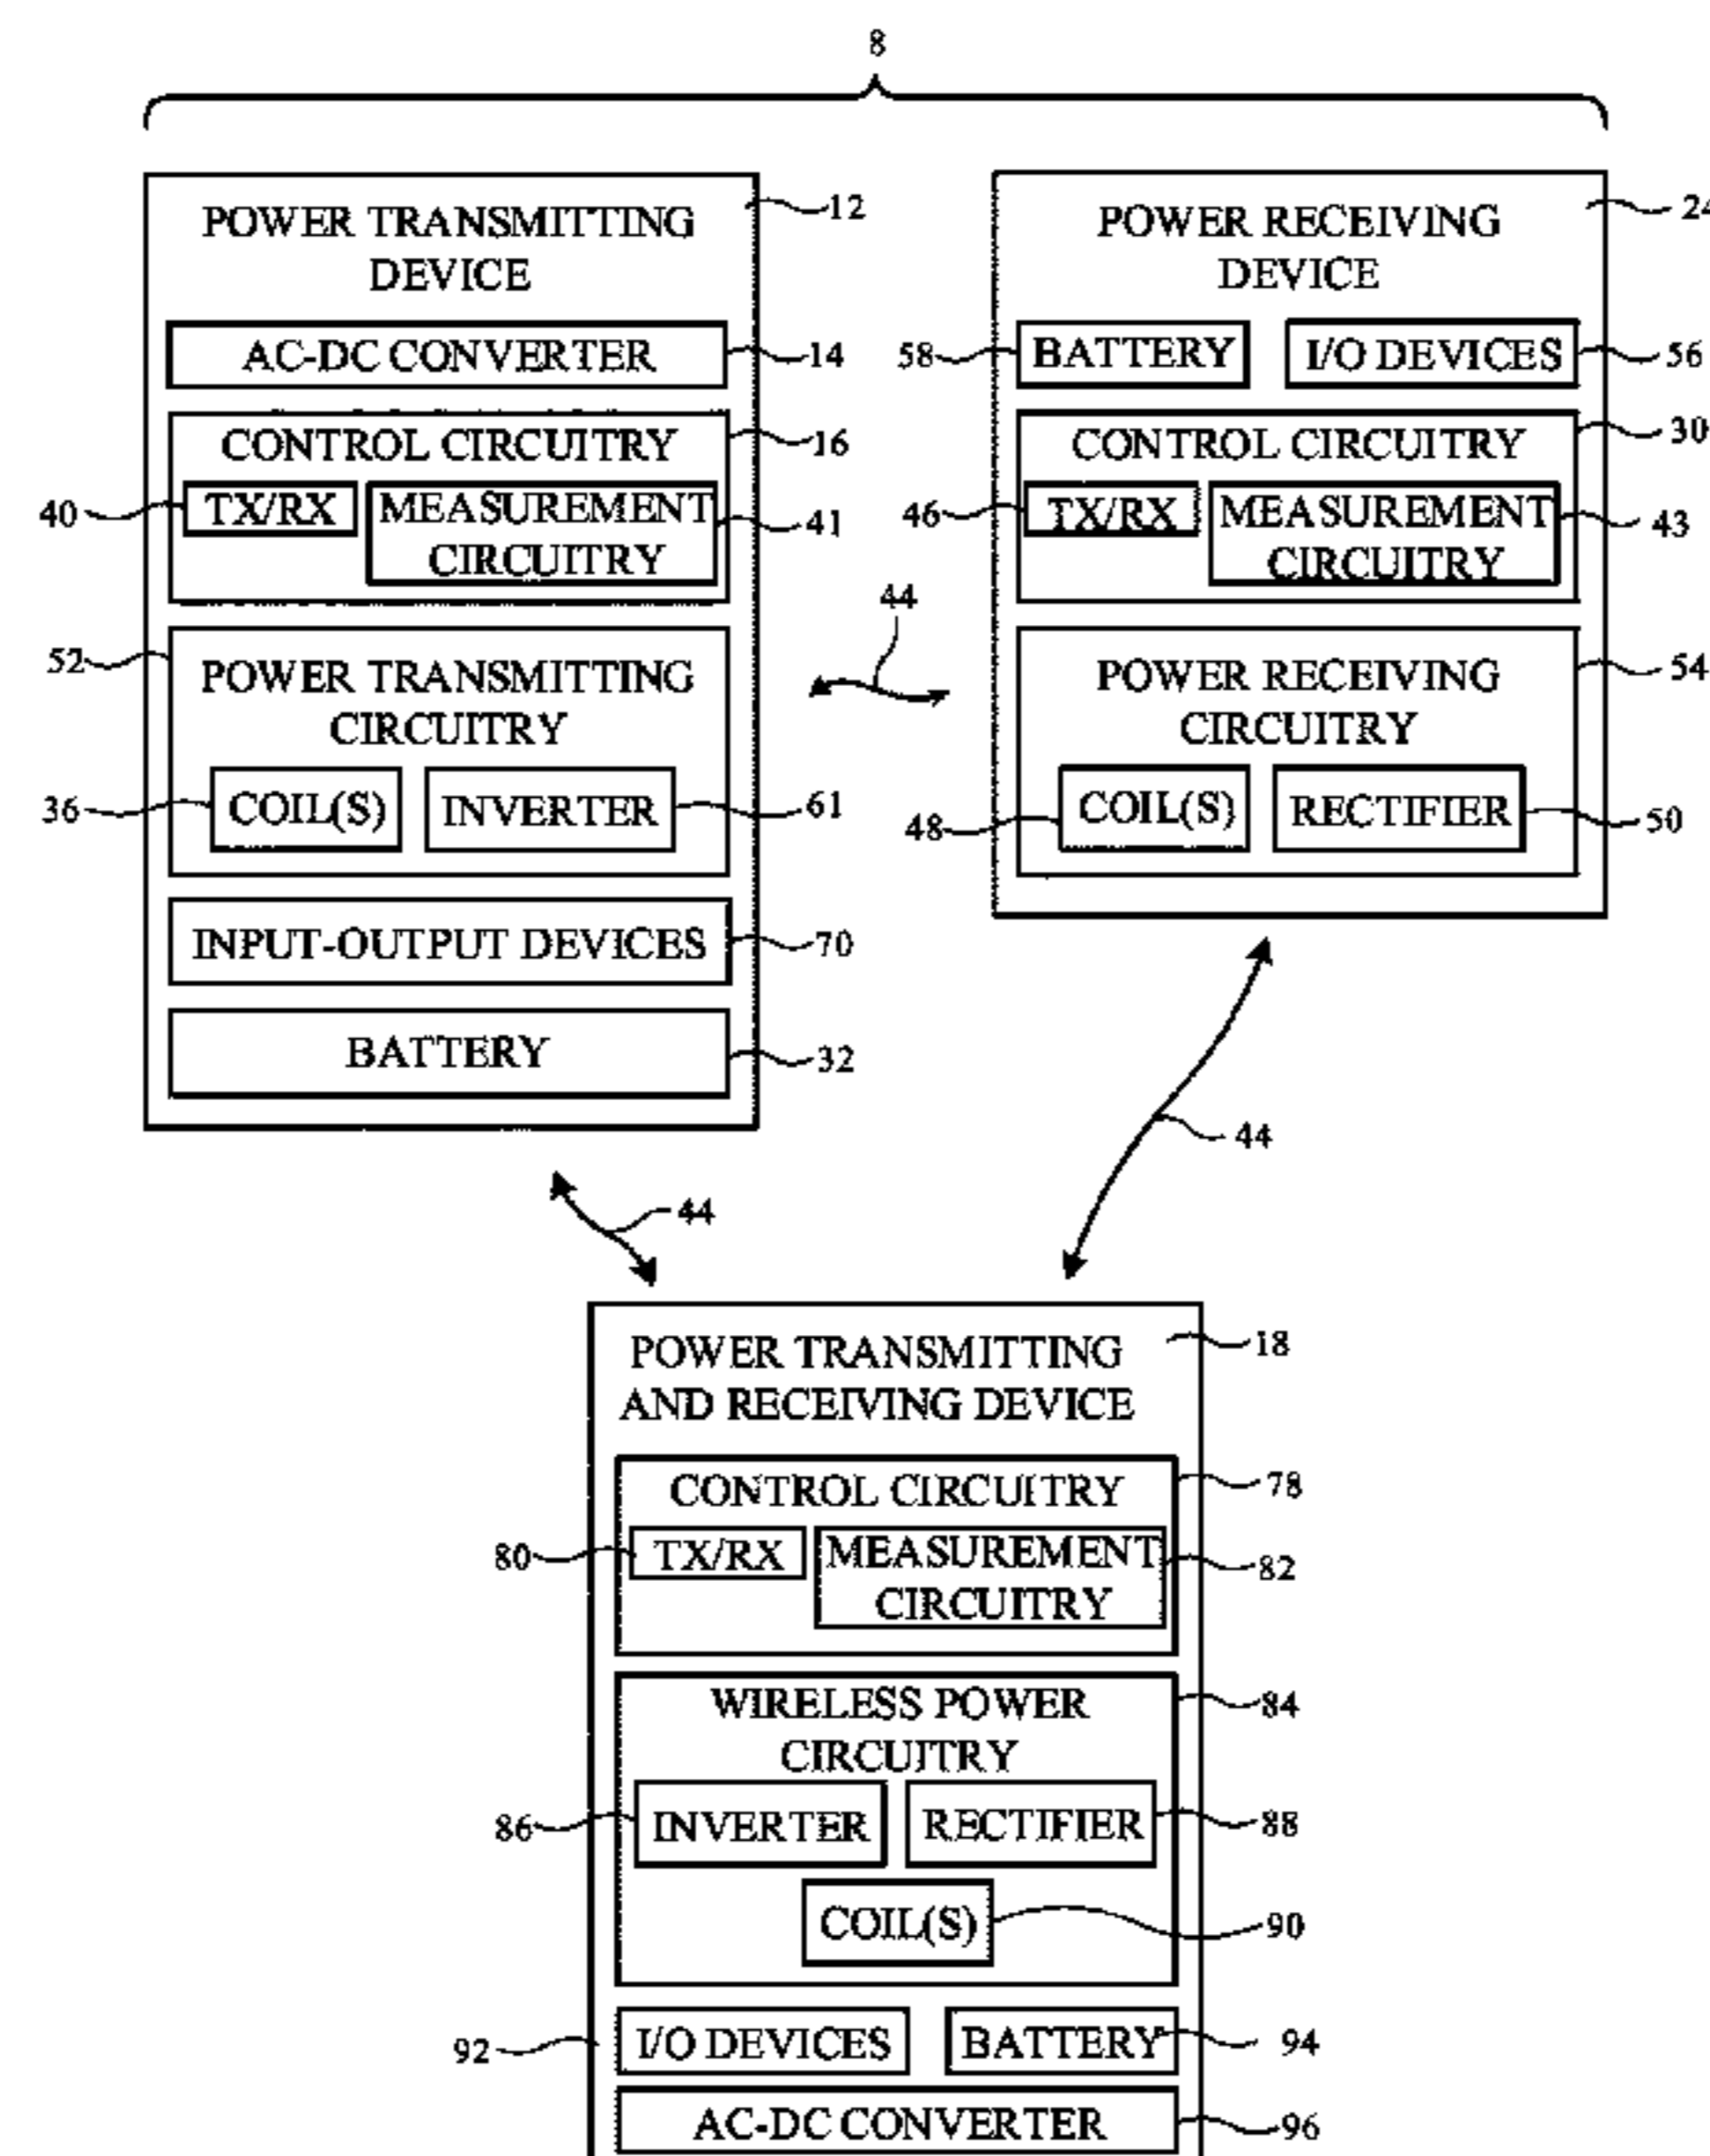 8
POWER TRANSMITTING
DEVICE
12
AC-DC CONVERTER
14
CONTROL CIRCUITRY
16
40
TX/RX
MEASUREMENT
CIRCUITRY
41
52
POWER TRANSMITTING
CIRCUITRY
36
COIL(S)
INVERTER
61
INPUT-OUTPUT DEVICES
70
BATTERY
32
44
POWER RECEIVING
DEVICE
24
58
BATTERY
I/O DEVICES
56
CONTROL CIRCUITRY
30
46
TX/RX
MEASUREMENT
CIRCUITRY
43
POWER RECEIVING
CIRCUITRY
54
48
COIL(S)
RECTIFIER
50
44
44
POWER TRANSMITTING
AND RECEIVING DEVICE
18
CONTROL CIRCUITRY
78
80
TX/RX
MEASUREMENT
CIRCUITRY
82
WIRELESS POWER
CIRCUITRY
84
86
INVERTER
RECTIFIER
88
COIL(S)
90
92
I/O DEVICES
BATTERY
94
AC-DC CONVERTER
96